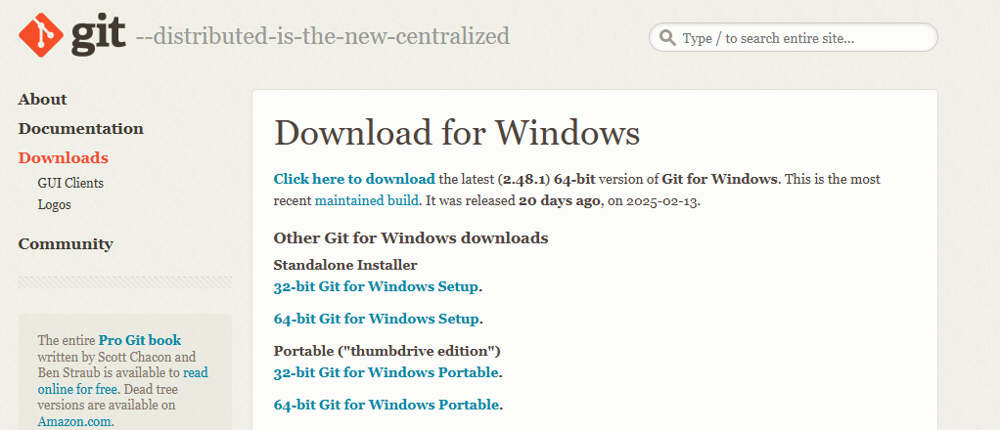 git --distributed-is-the-new-centralized
Type / to search entire site...
About
Documentation
Downloads
GUI Clients
Logos
Community
The entire Pro Git book
written by Scott Chacon and
Ben Straub is available to read
online for free. Dead tree
versions are available on
Amazon.com.
Download for Windows
Click here to download the latest (2.48.1) 64-bit version of Git for Windows. This is the most
recent maintained build. It was released 20 days ago, on 2025-02-13.
Other Git for Windows downloads
Standalone Installer
32-bit Git for Windows Setup.
64-bit Git for Windows Setup.
Portable ("thumbdrive edition")
32-bit Git for Windows Portable.
64-bit Git for Windows Portable.